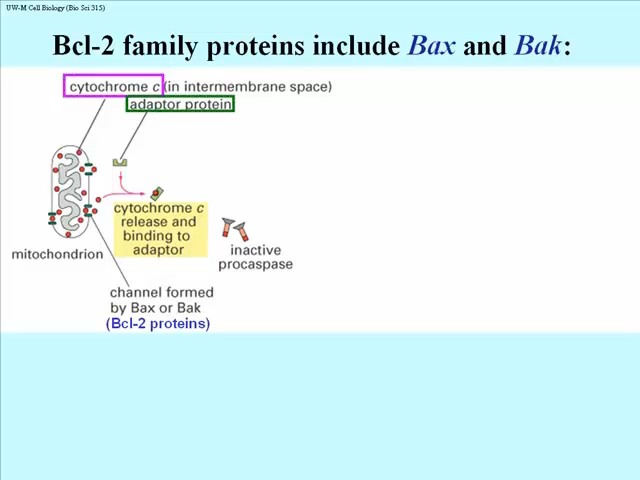 UW-M Cell Biology (Bio Sci 315)
Bcl-2 family proteins include Bax and Bak:
cytochrome c (in intermembrane space)
adaptor protein
cytochrome c
release and
binding to
adaptor
inactive
procaspase
mitochondrion
channel formed
by Bax or Bak
(Bcl-2 proteins)